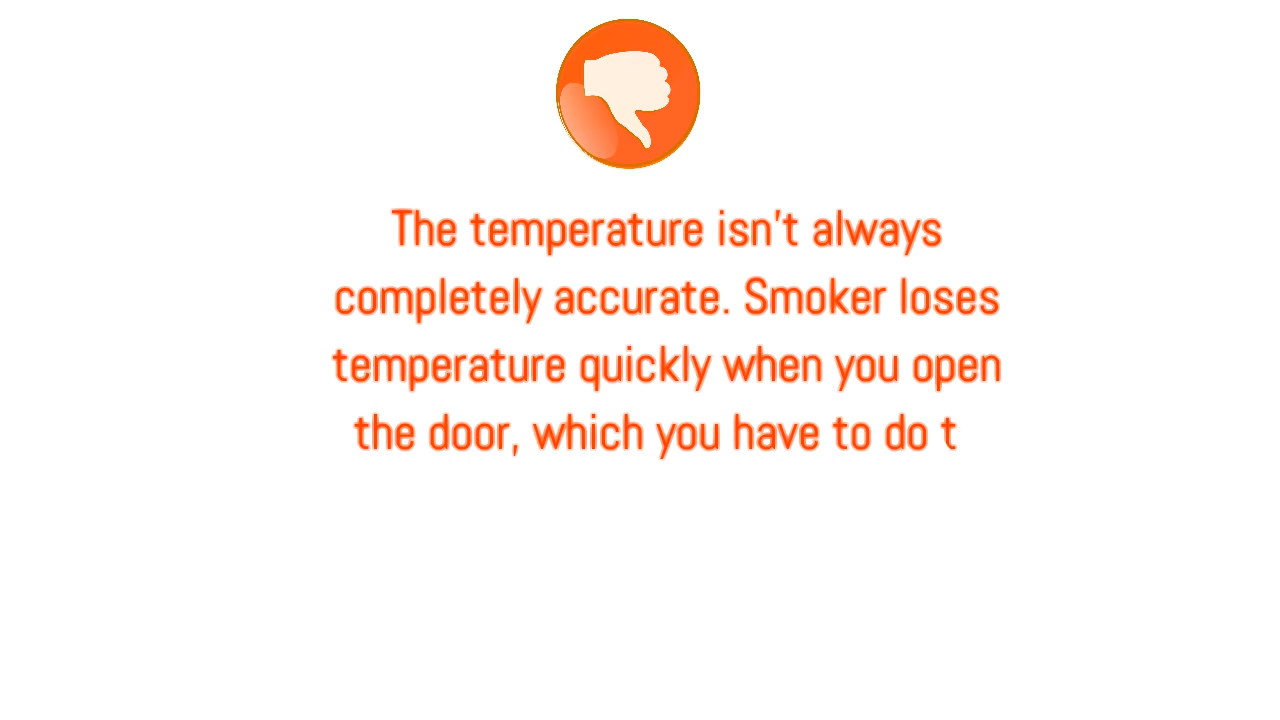 The temperature isn't always
completely accurate. Smoker loses
temperature quickly when you open
the door, which you have to do t